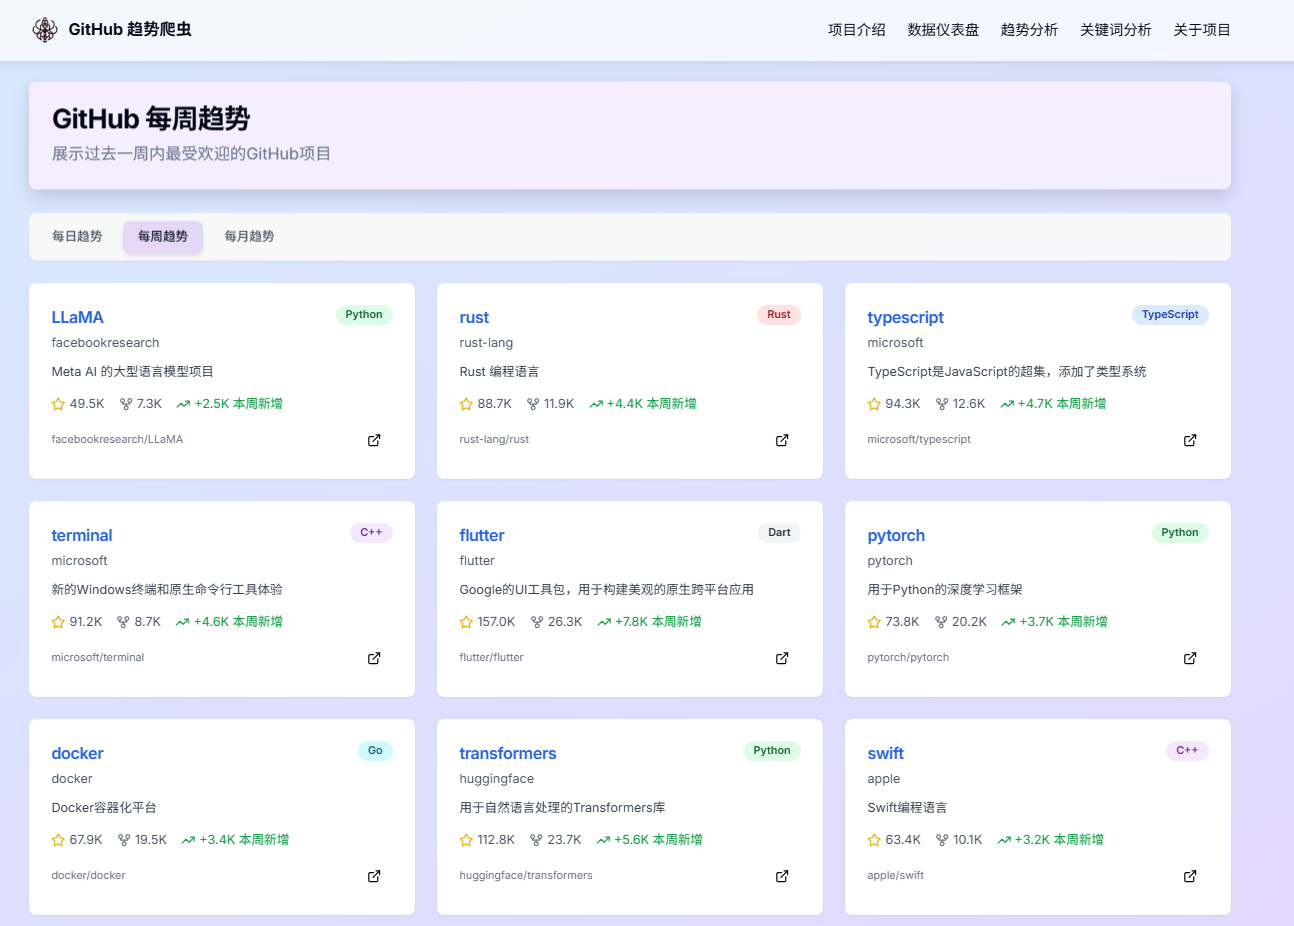 GitHub 趋势爬虫
项目介绍 数据仪表盘 趋势分析 关键词分析 关于项目
GitHub 每周趋势
展示过去一周内最受欢迎的GitHub项目
每日趋势 每周趋势 每月趋势
LLaMA Python
facebookresearch
Meta AI 的大型语言模型项目
49.5K 7.3K +2.5K 本周新增
facebookresearch/LLaMA
rust Rust
rust-lang
Rust 编程语言
88.7K 11.9K +4.4K 本周新增
rust-lang/rust
typescript TypeScript
microsoft
TypeScript是JavaScript的超集，添加了类型系统
94.3K 12.6K +4.7K 本周新增
microsoft/typescript
terminal C++
microsoft
新的Windows终端和原生命令行工具体验
91.2K 8.7K +4.6K 本周新增
microsoft/terminal
flutter Dart
flutter
Google的UI工具包，用于构建美观的原生跨平台应用
157.0K 26.3K +7.8K 本周新增
flutter/flutter
pytorch Python
pytorch
用于Python的深度学习框架
73.8K 20.2K +3.7K 本周新增
pytorch/pytorch
docker Go
docker
Docker容器化平台
67.9K 19.5K +3.4K 本周新增
docker/docker
transformers Python
huggingface
用于自然语言处理的Transformers库
112.8K 23.7K +5.6K 本周新增
huggingface/transformers
swift C++
apple
Swift编程语言
63.4K 10.1K +3.2K 本周新增
apple/swift